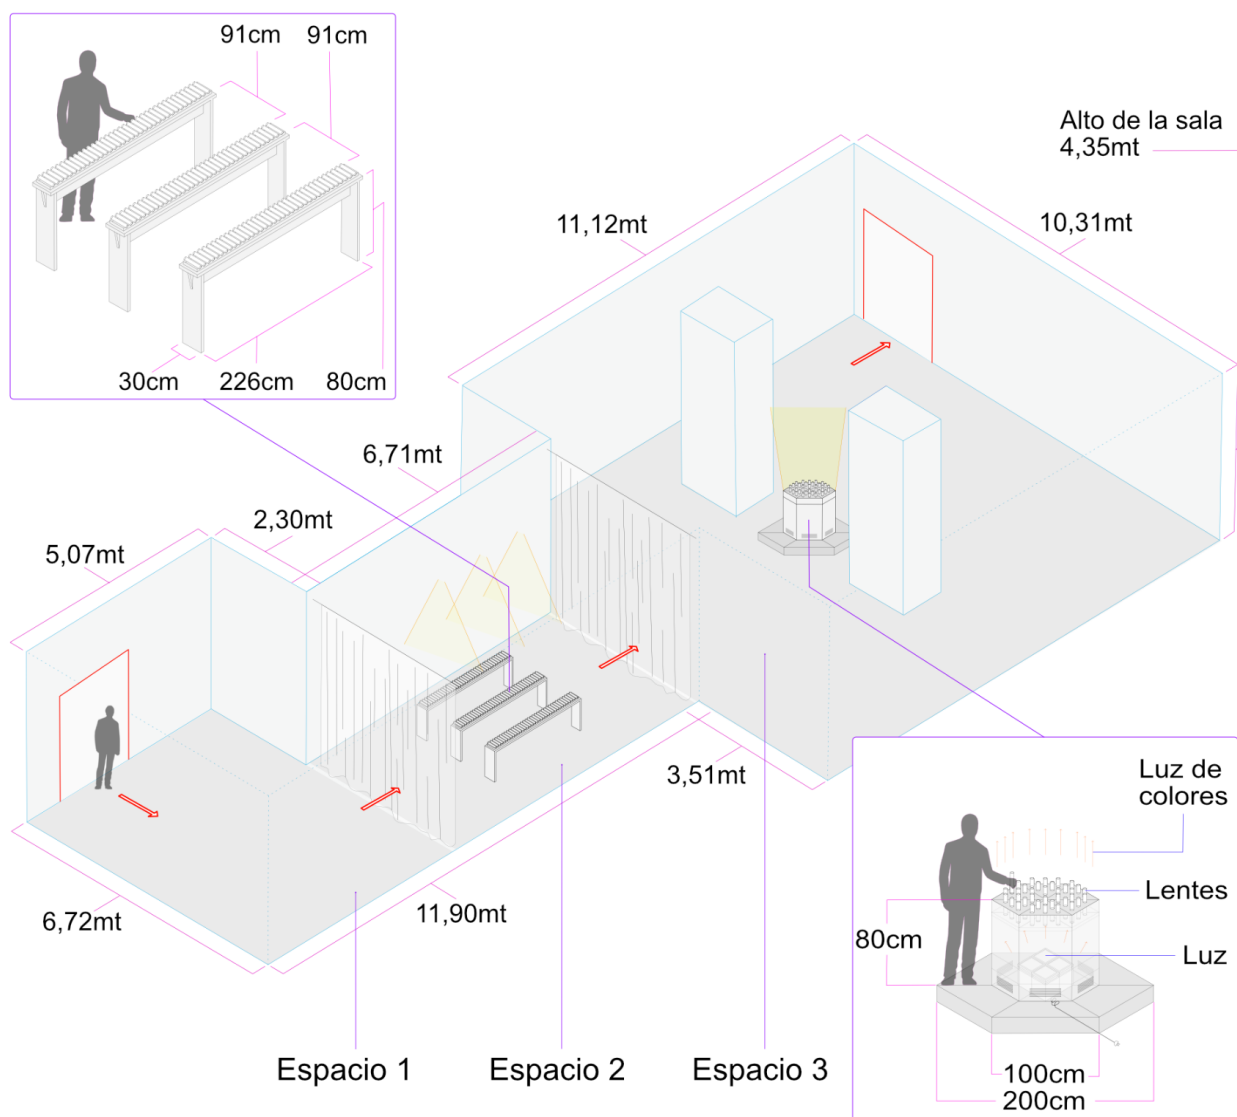 91cm
91cm
30cm
226cm
80cm
Alto de la sala
4,35mt
11,12mt
10,31mt
6,71mt
2,30mt
5,07mt
3,51mt
6,72mt
11,90mt
Luz de
colores
Lentes
80cm
Luz
100cm
200cm
Espacio 1
Espacio 2
Espacio 3